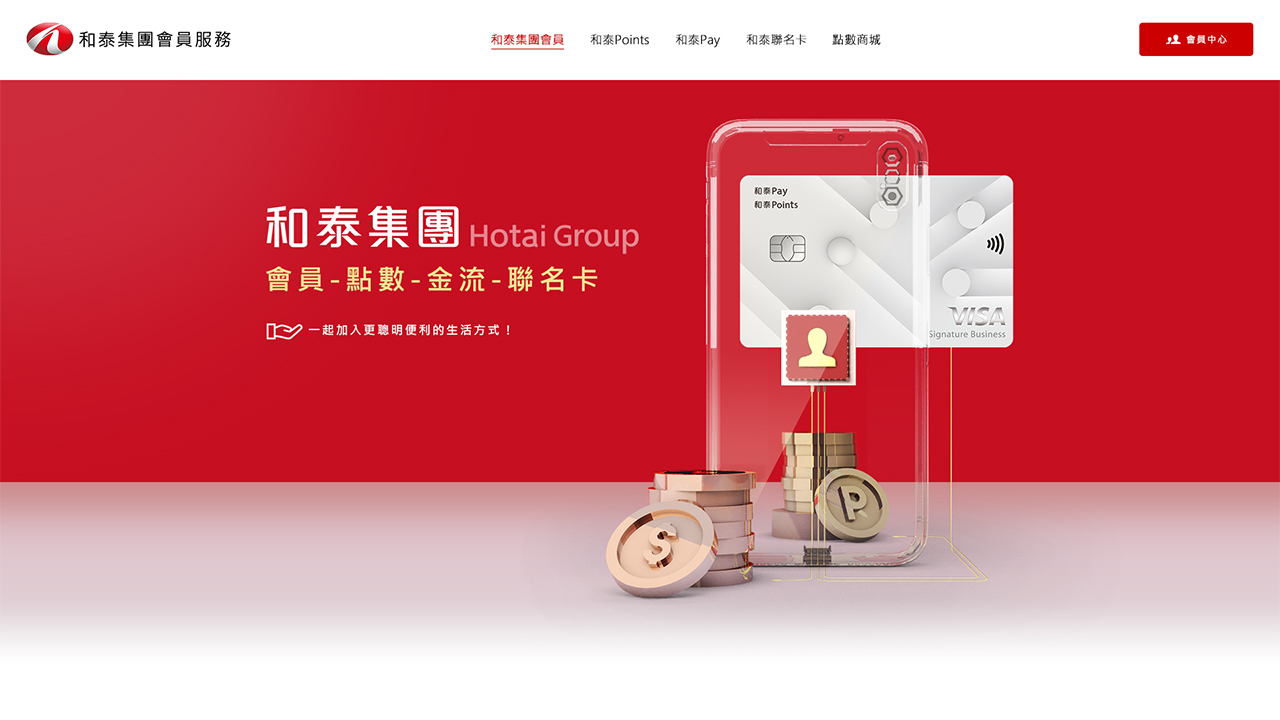 和泰集團會員服務
和泰集團會員
和泰Points
和泰Pay
和泰聯名卡
點數商城
會員中心
和泰集團 Hotai Group
會員-點數-金流-聯名卡
一起加入更聰明便利的生活方式！
和泰Pay
和泰Points
VISA
Signature Business
$
P